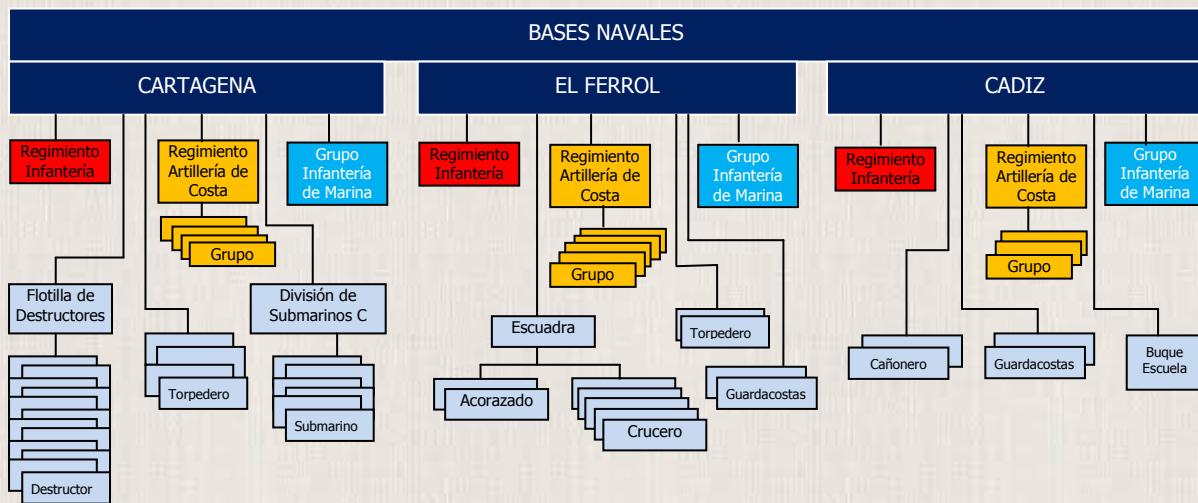 BASES NAVALES
CARTAGENA
EL FERROL
CADIZ
Regimiento
Infantería
Regimiento
Artillería de
Costa
Grupo
Infantería
de Marina
Grupo
Flotilla de
Destructores
División de
Submarinos C
Torpedero
Submarino
Destructor
Regimiento
Infantería
Regimiento
Artillería de
Costa
Grupo
Infantería
de Marina
Grupo
Escuadra
Torpedero
Acorazado
Crucero
Guardacostas
Regimiento
Infantería
Regimiento
Artillería de
Costa
Grupo
Infantería
de Marina
Grupo
Cañonero
Guardacostas
Buque
Escuela